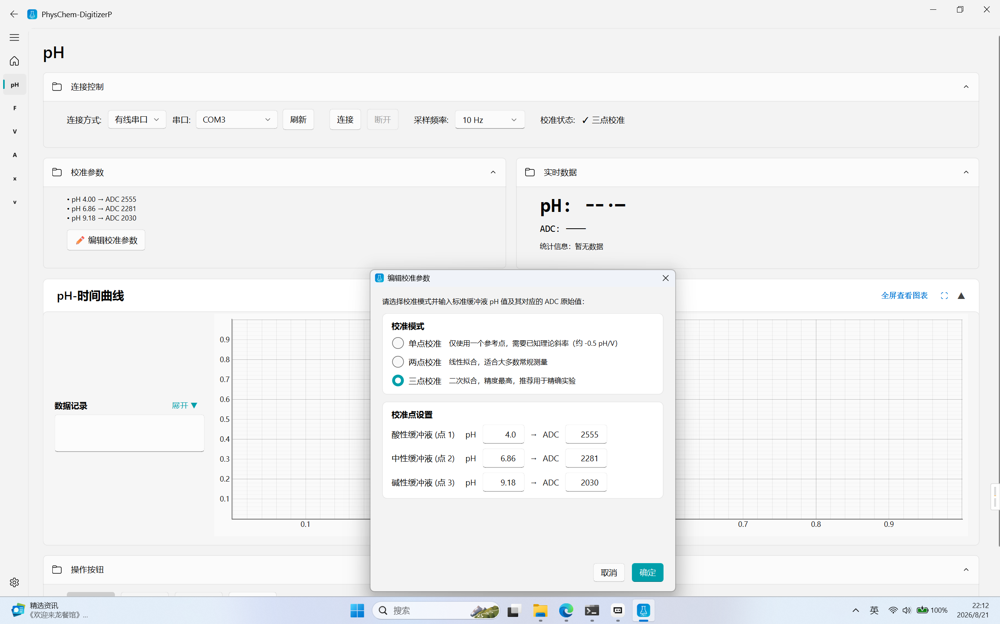 PhysChem-DigitizerP
pH
pH
F
V
A
x
v
连接控制
连接方式: 有线串口 串口: COM3 刷新 连接 断开 采样频率: 10 Hz 校准状态: ✓ 三点校准
校准参数
• pH 4.00 → ADC 2555
• pH 6.86 → ADC 2281
• pH 9.18 → ADC 2030
编辑校准参数
实时数据
pH: --.--
ADC: ----
统计信息: 暂无数据
pH-时间曲线
全屏查看图表
数据记录 展开 ▼
0.9
0.8
0.7
0.6
0.5
0.4
0.3
0.2
0.1
0.1
0.7 0.8 0.9
编辑校准参数
请选择校准模式并输入标准缓冲液 pH 值及其对应的 ADC 原始值:
校准模式
单点校准 仅使用一个参考点，需要已知理论斜率（约 -0.5 pH/V）
两点校准 线性拟合，适合大多数常规测量
三点校准 二次拟合，精度最高，推荐用于精确实验
校准点设置
酸性缓冲液 (点 1) pH 4.0 → ADC 2555
中性缓冲液 (点 2) pH 6.86 → ADC 2281
碱性缓冲液 (点 3) pH 9.18 → ADC 2030
取消 确定
操作按钮
精选资讯
《欢迎来龙餐馆》...
搜索
英
100%
22:12
2026/8/21